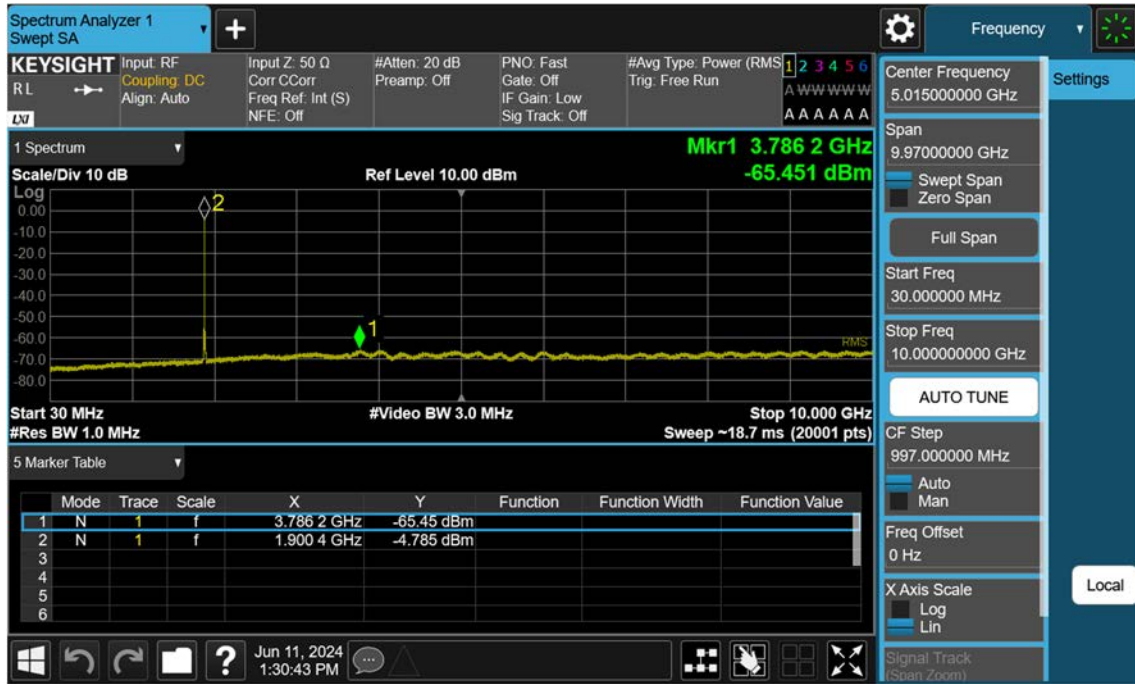 Spectrum Analyzer 1
Swept SA
+
Frequency
KEYSIGHT
RL
LXI
Input: RF
Coupling: DC
Align: Auto
Input Z: 50 Ω
Corr CCorr
Freq Ref: Int (S)
NFE: Off
#Atten: 20 dB
Preamp: Off
PNO: Fast
Gate: Off
IF Gain: Low
Sig Track: Off
#Avg Type: Power (RMS
Trig: Free Run
1 2 3 4 5 6
A W W W W W
A A A A A A
1 Spectrum
Scale/Div 10 dB
Ref Level 10.00 dBm
Mkr1 3.786 2 GHz
-65.451 dBm
Log
0.00
-10.0
-20.0
-30.0
-40.0
-50.0
-60.0
-70.0
-80.0
2
1
RMS
Start 30 MHz
#Video BW 3.0 MHz
Stop 10.000 GHz
#Res BW 1.0 MHz
Sweep ~18.7 ms (20001 pts)
5 Marker Table
Mode Trace Scale X Y Function Function Width Function Value
1 N 1 f 3.786 2 GHz -65.45 dBm
2 N 1 f 1.900 4 GHz -4.785 dBm
3
4
5
6
?
Jun 11, 2024
1:30:43 PM
Center Frequency
5.015000000 GHz
Settings
Span
9.97000000 GHz
Swept Span
Zero Span
Full Span
Start Freq
30.000000 MHz
Stop Freq
10.000000000 GHz
AUTO TUNE
CF Step
997.000000 MHz
Auto
Man
Freq Offset
0 Hz
X Axis Scale
Log
Lin
Local
Signal Track
(Span Zoom)